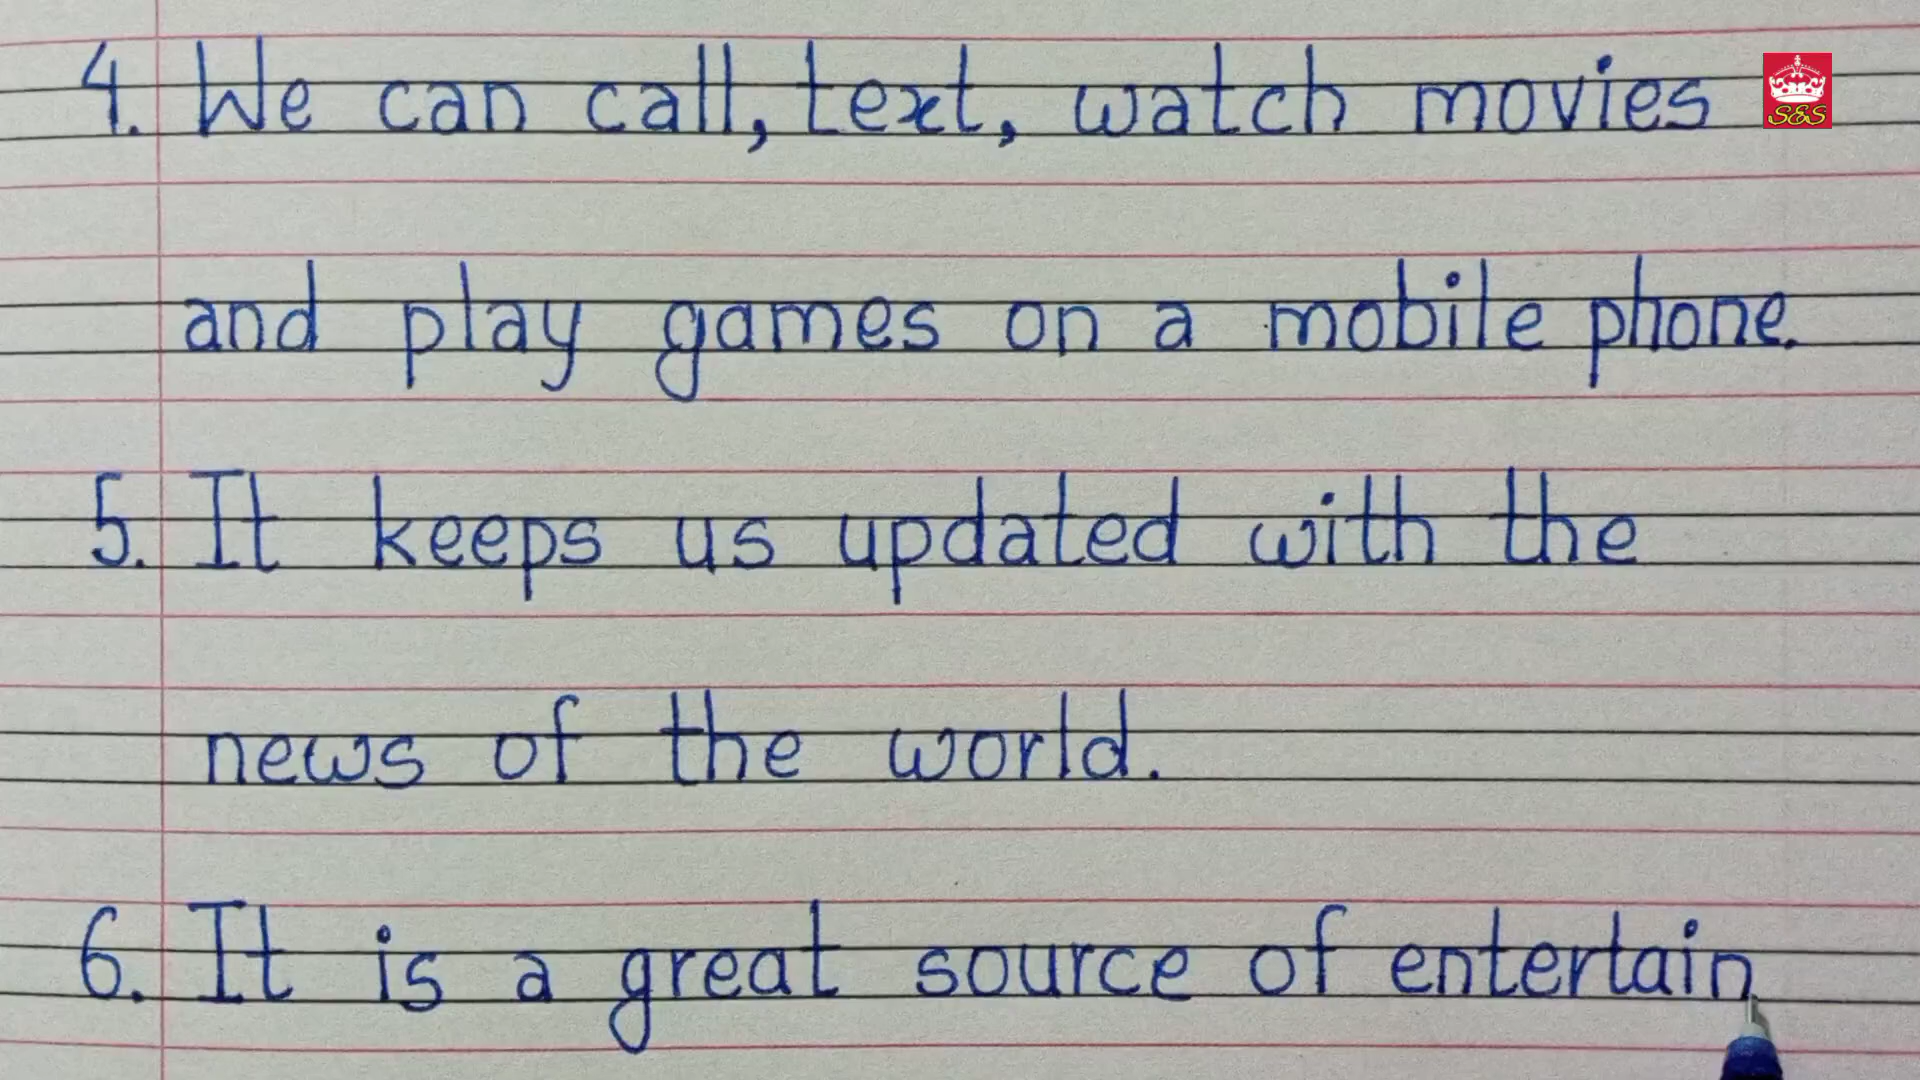 4. We can call, text, watch movies
S&S
and play games on a mobile phone.
5. It keeps us updated with the
news of the world.
6. It is a great source of entertain